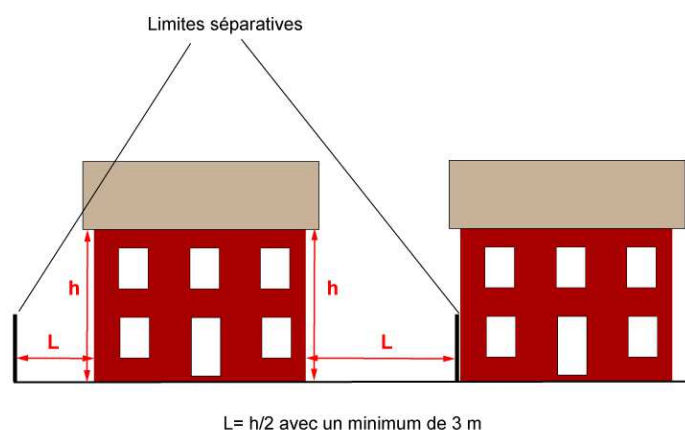 Limites séparatives
h
h
L
L
L= h/2 avec un minimum de 3 m